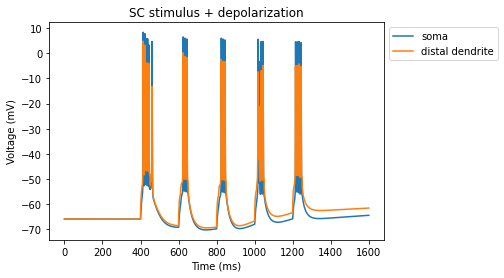 SC stimulus + depolarization
soma
distal dendrite
Voltage (mV)
10
0
−10
−20
−30
−40
−50
−60
−70
0 200 400 600 800 1000 1200 1400 1600
Time (ms)